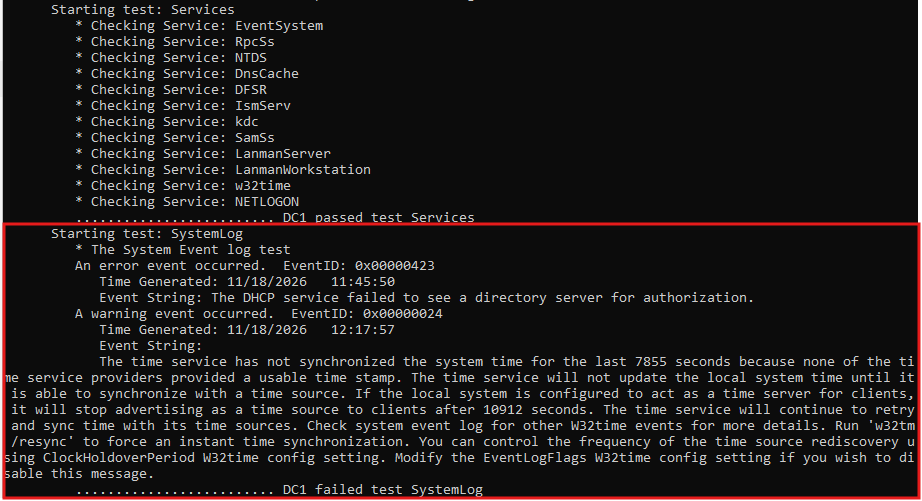 Starting test: Services
* Checking Service: EventSystem
* Checking Service: RpcSs
* Checking Service: NTDS
* Checking Service: DnsCache
* Checking Service: DFSR
* Checking Service: IsmServ
* Checking Service: kdc
* Checking Service: SamSs
* Checking Service: LanmanServer
* Checking Service: LanmanWorkstation
* Checking Service: w32time
* Checking Service: NETLOGON
......................... DC1 passed test Services
Starting test: SystemLog
* The System Event log test
An error event occurred.  EventID: 0x00000423
Time Generated: 11/18/2026   11:45:50
Event String: The DHCP service failed to see a directory server for authorization.
A warning event occurred.  EventID: 0x00000024
Time Generated: 11/18/2026   12:17:57
Event String:
The time service has not synchronized the system time for the last 7855 seconds because none of the ti
me service providers provided a usable time stamp. The time service will not update the local system time until it
is able to synchronize with a time source. If the local system is configured to act as a time server for clients,
it will stop advertising as a time source to clients after 10912 seconds. The time service will continue to retry
and sync time with its time sources. Check system event log for other W32time events for more details. Run 'w32tm
/resync' to force an instant time synchronization. You can control the frequency of the time source rediscovery u
sing ClockHoldoverPeriod W32time config setting. Modify the EventLogFlags W32time config setting if you wish to di
sable this message.
......................... DC1 failed test SystemLog